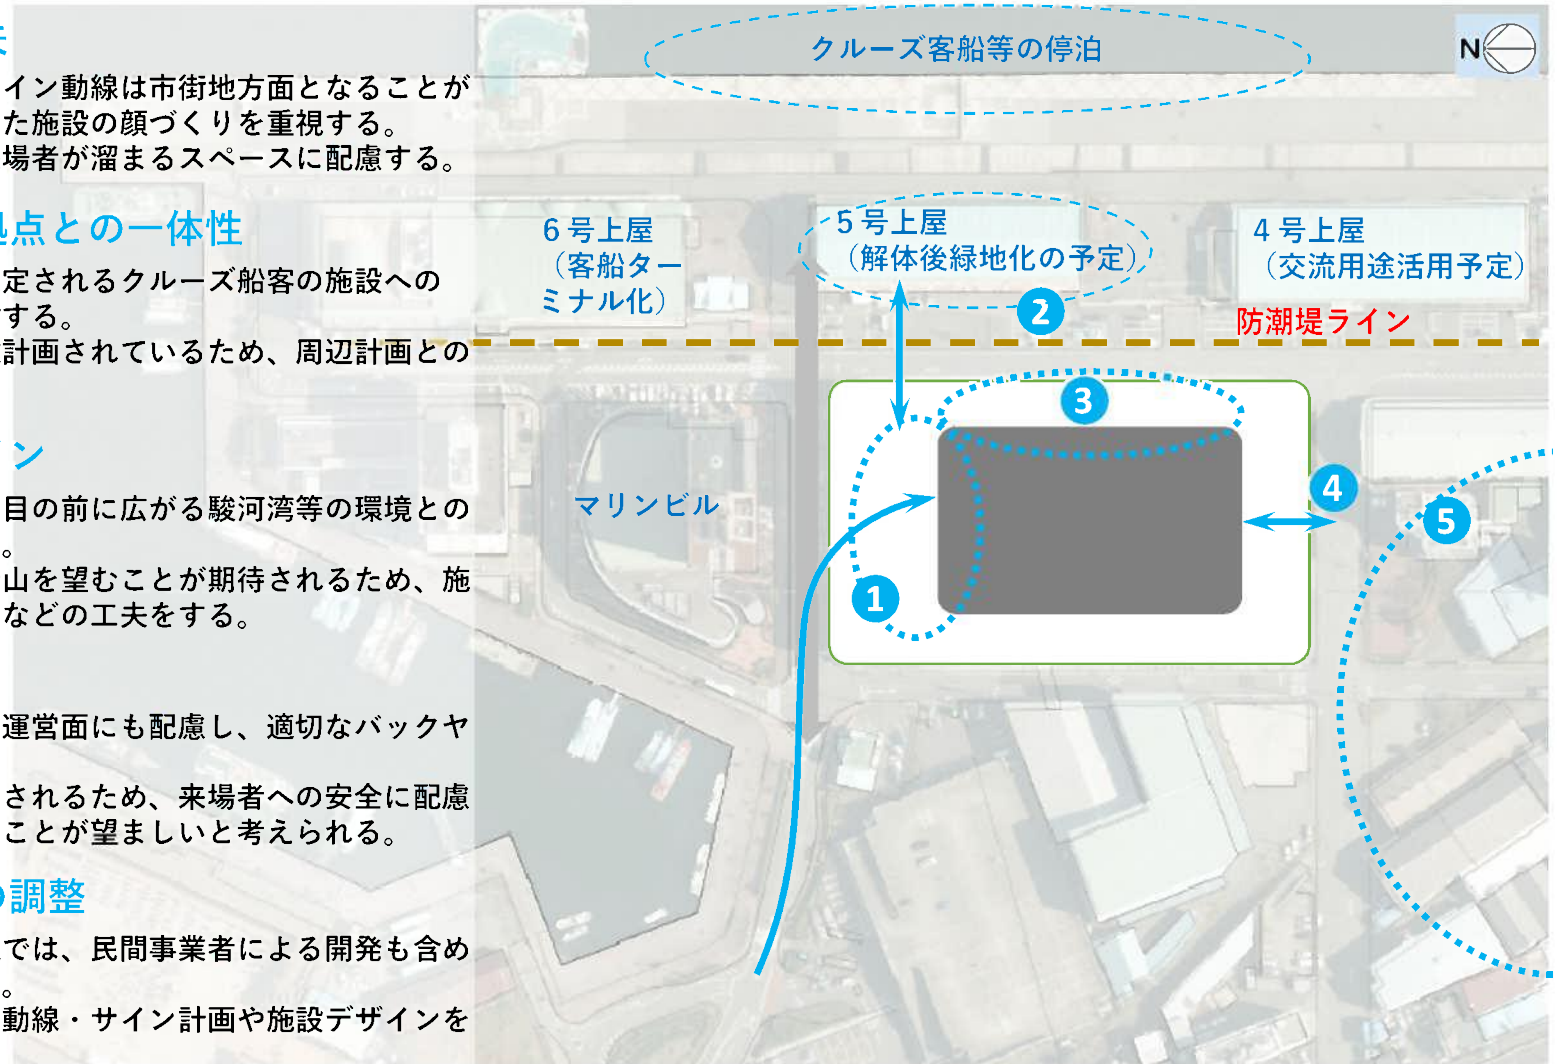 イン動線は市街地方面となることが
た施設の顔づくりを重視する。
場者が溜まるスペースに配慮する。
点との一体性
定されるクルーズ船客の施設への
する。
計画されているため、周辺計画との
ン
目の前に広がる駿河湾等の環境との
。
山を望むことが期待されるため、施
などの工夫をする。
運営面にも配慮し、適切なバックヤ
されるため、来場者への安全に配慮
ことが望ましいと考えられる。
の調整
では、民間事業者による開発も含め
。
動線・サイン計画や施設デザインを
クルーズ客船等の停泊
N
6号上屋
（客船ター
ミナル化）
5号上屋
（解体後緑地化の予定）
4号上屋
（交流用途活用予定）
2
防潮堤ライン
3
マリンビル
4
5
1